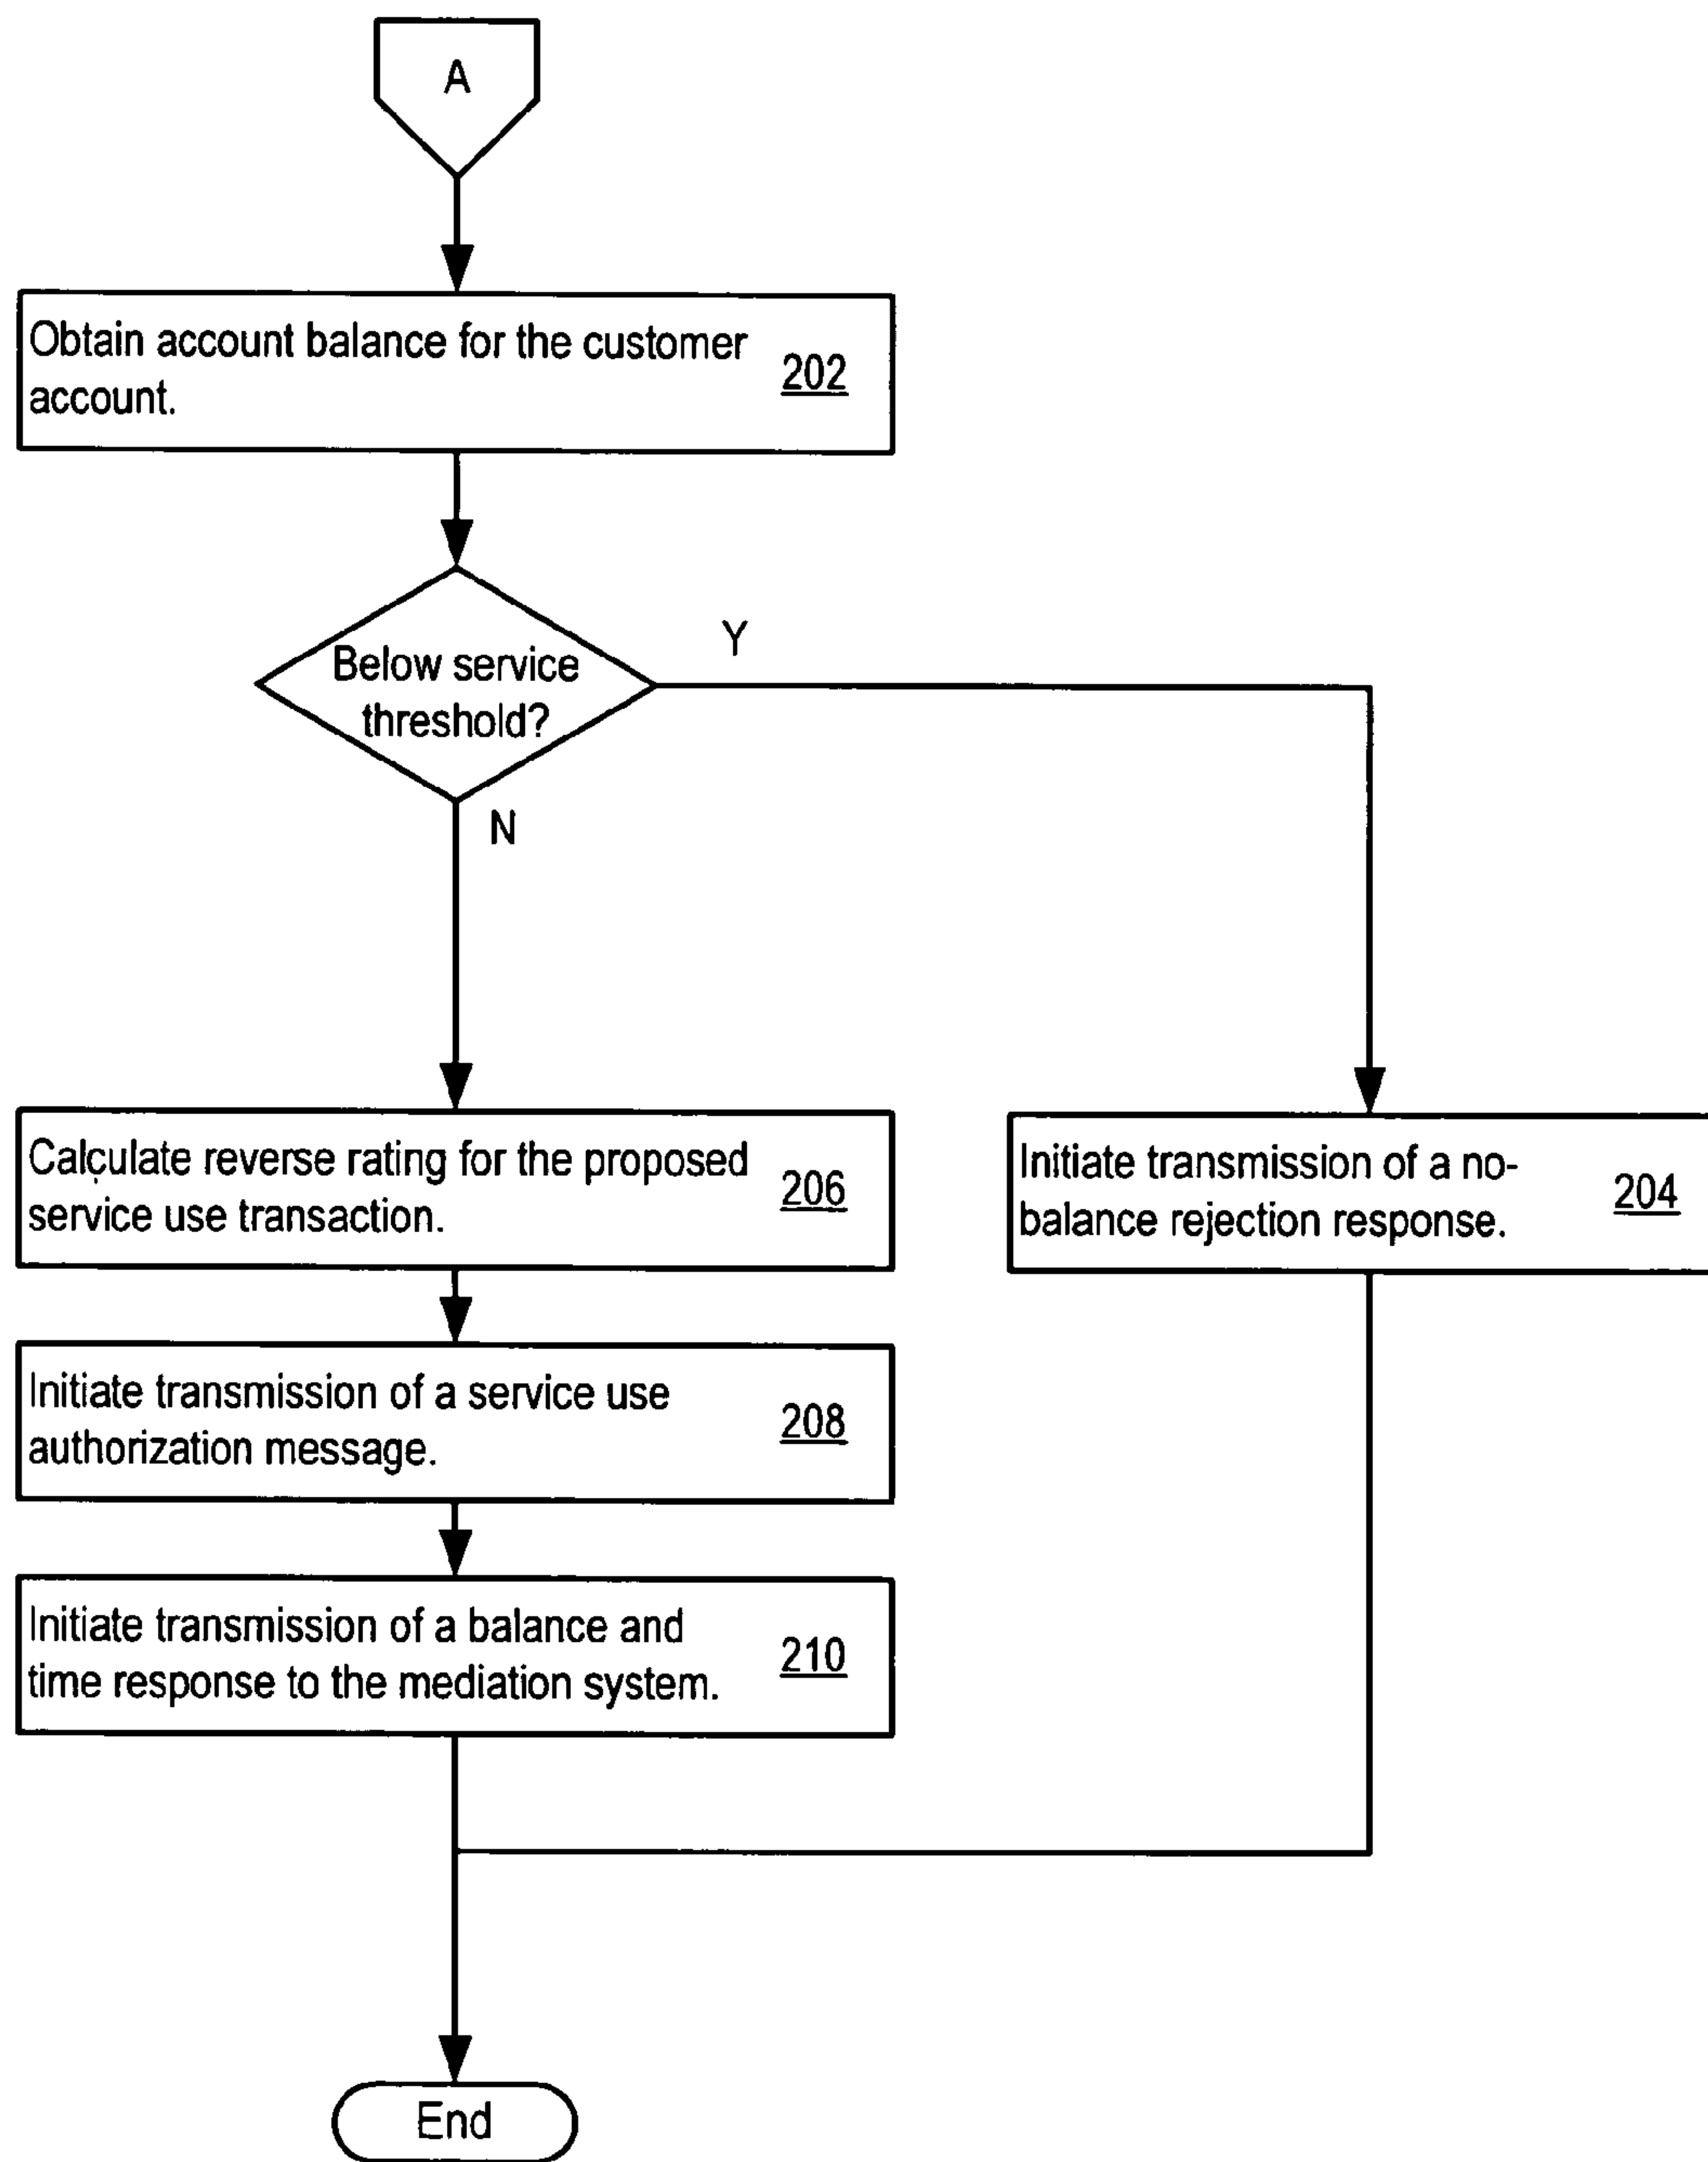 A
Obtain account balance for the customer
account.
202
Below service
threshold?
Y
N
Calculate reverse rating for the proposed
service use transaction.
206
Initiate transmission of a no-
balance rejection response.
204
Initiate transmission of a service use
authorization message.
208
Initiate transmission of a balance and
time response to the mediation system.
210
End